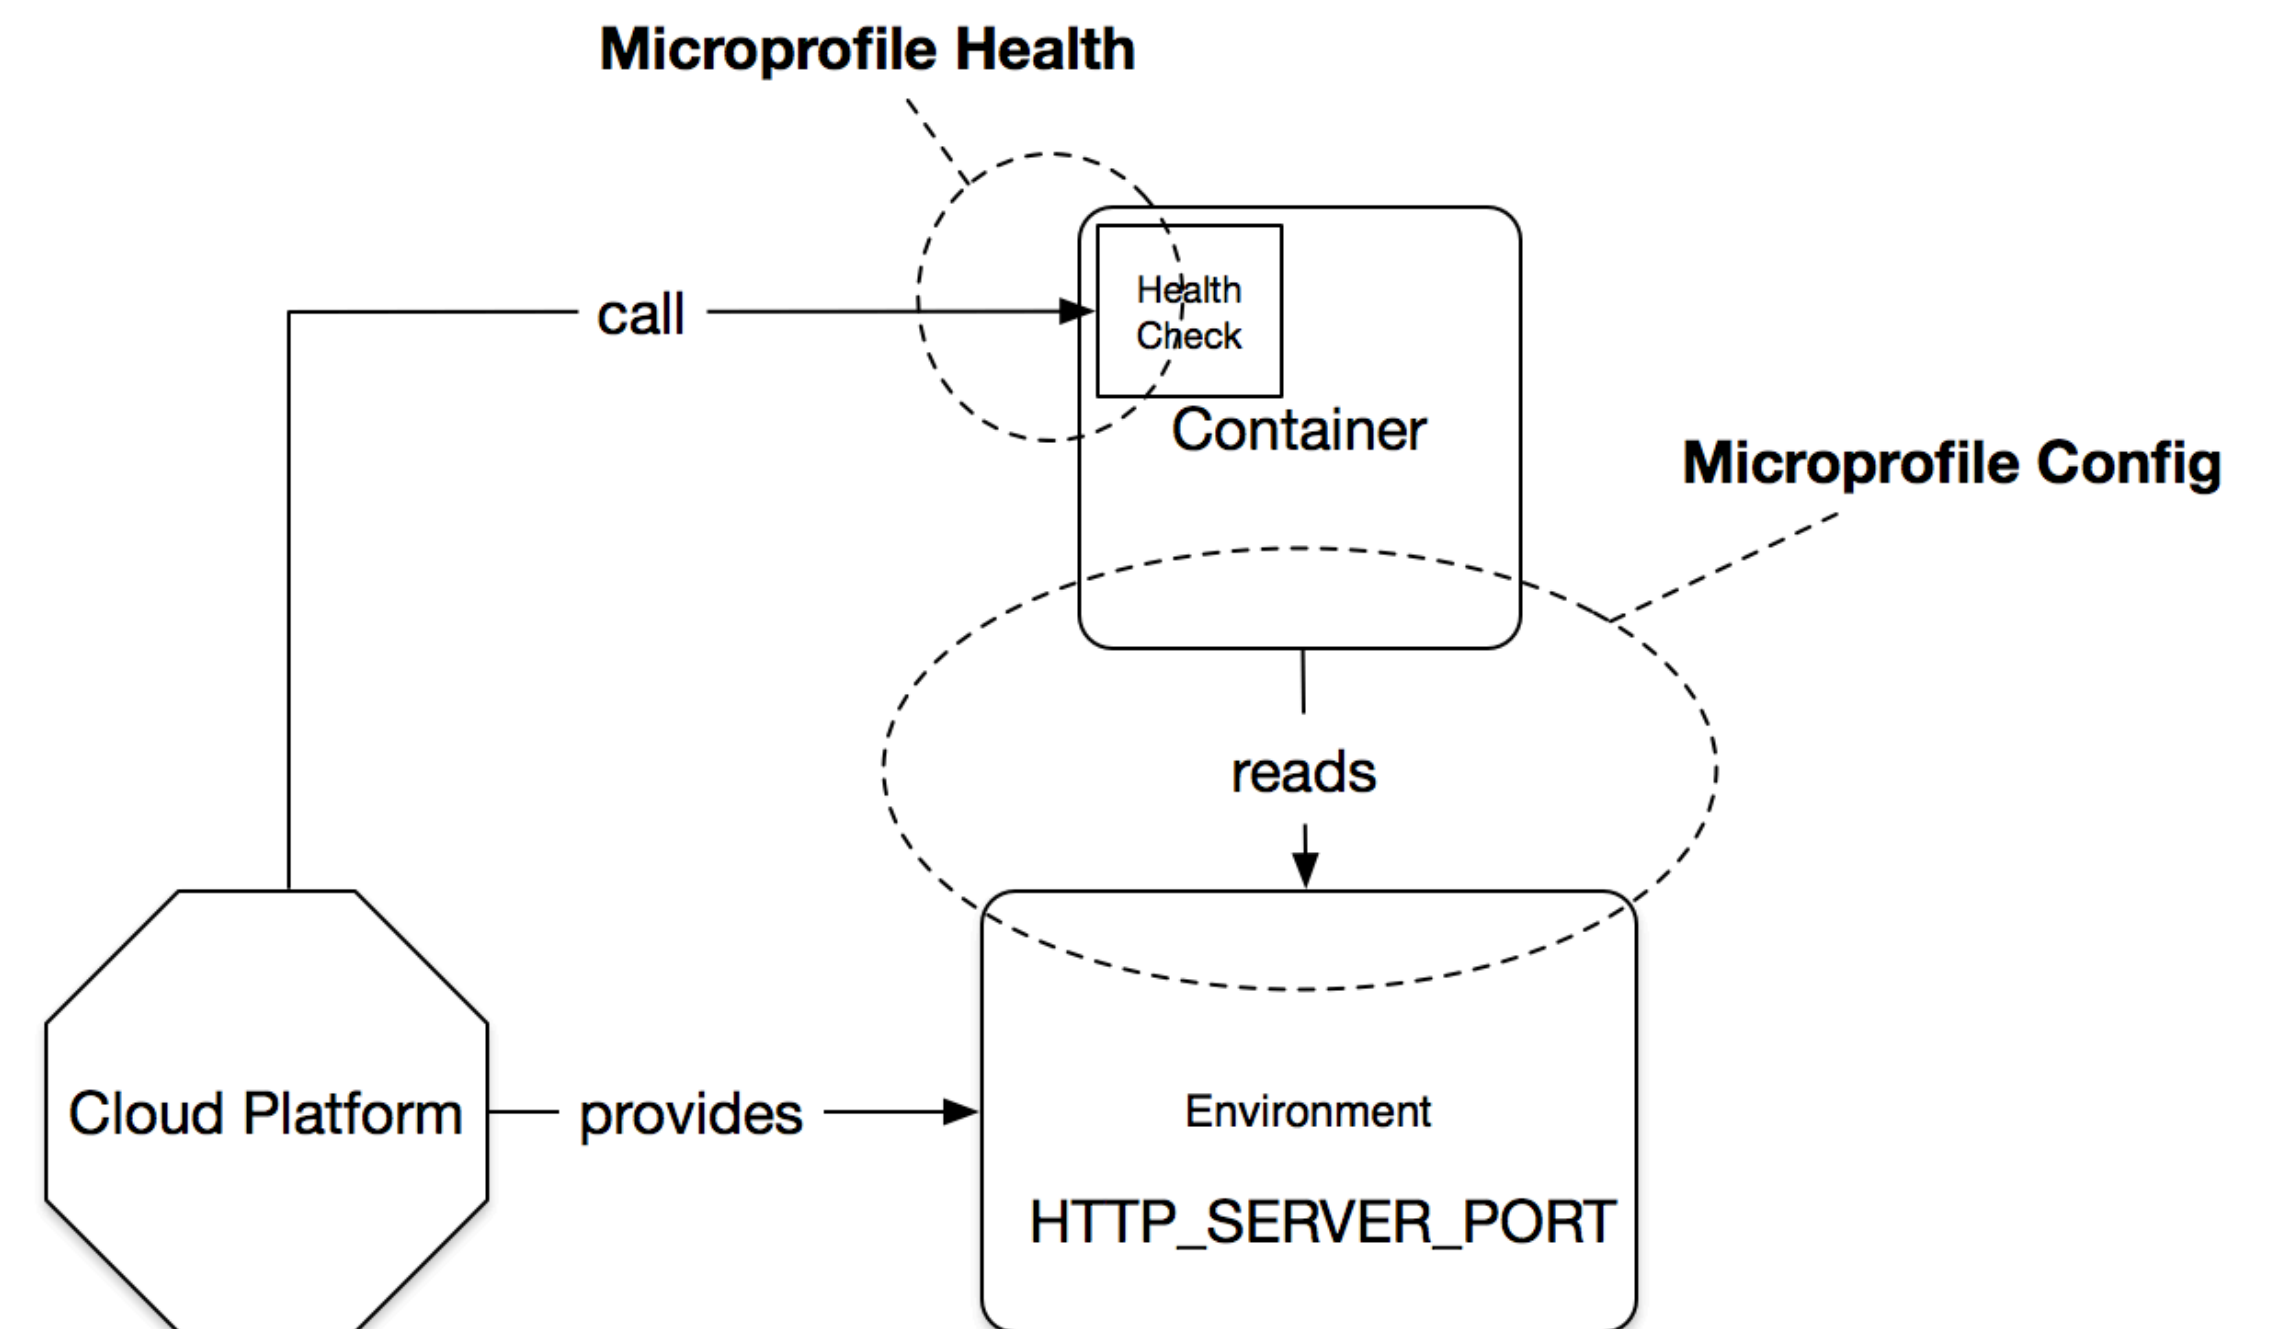 Microprofile Health
Health
Check
call
Container
Microprofile Config
reads
Cloud Platform
provides
Environment
HTTP_SERVER_PORT